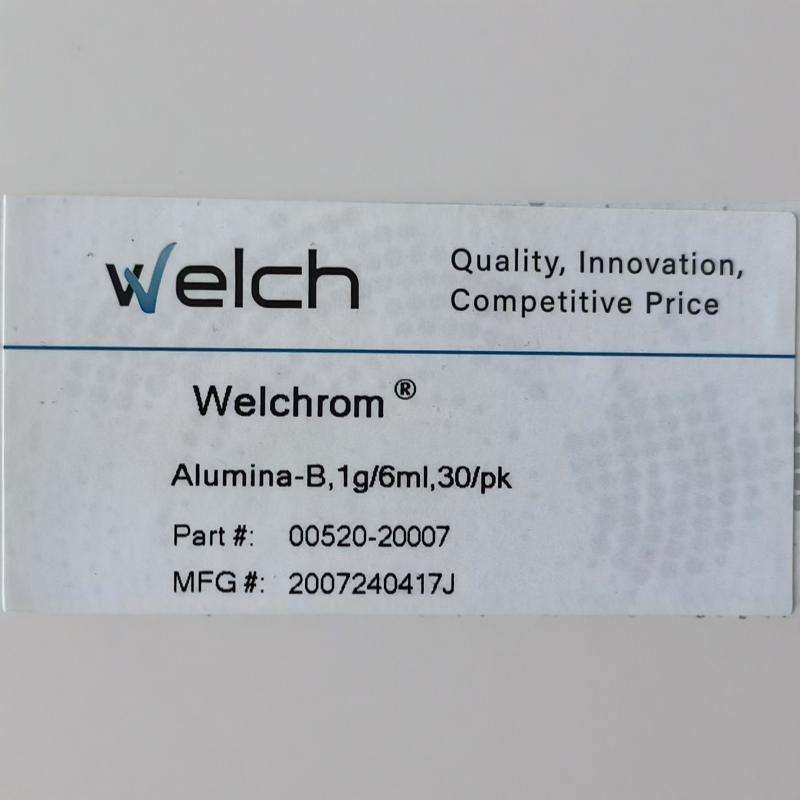 Welch
Quality, Innovation,
Competitive Price
Welchrom®
Alumina-B,1g/6ml,30/pk
Part #: 00520-20007
MFG #: 2007240417J